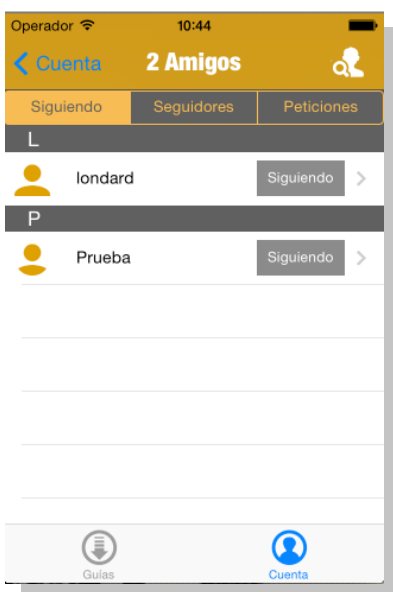 Operador 10:44
Cuenta 2 Amigos
Siguiendo Seguidores Peticiones
L
londard Siguiendo
P
Prueba Siguiendo
Guías Cuenta